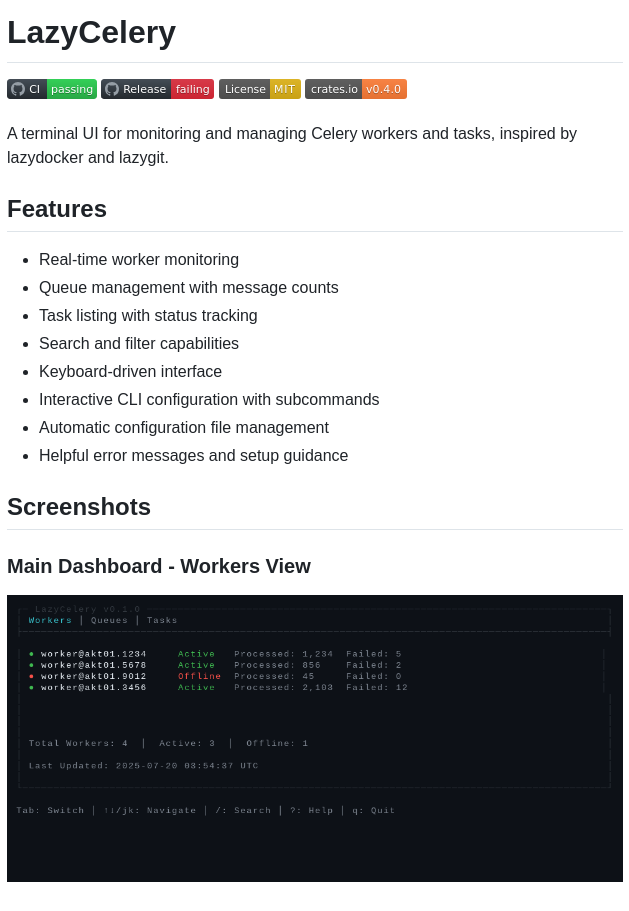 LazyCelery
CI passing Release failing License MIT crates.io v0.4.0
A terminal UI for monitoring and managing Celery workers and tasks, inspired by
lazydocker and lazygit.
Features
• Real-time worker monitoring
• Queue management with message counts
• Task listing with status tracking
• Search and filter capabilities
• Keyboard-driven interface
• Interactive CLI configuration with subcommands
• Automatic configuration file management
• Helpful error messages and setup guidance
Screenshots
Main Dashboard - Workers View
LazyCelery v0.1.0
Workers │ Queues │ Tasks
● worker@akt01.1234 Active Processed: 1,234 Failed: 5
● worker@akt01.5678 Active Processed: 856 Failed: 2
● worker@akt01.9012 Offline Processed: 45 Failed: 0
● worker@akt01.3456 Active Processed: 2,103 Failed: 12
Total Workers: 4 │ Active: 3 │ Offline: 1
Last Updated: 2025-07-20 03:54:37 UTC
Tab: Switch │ ↑↓/jk: Navigate │ /: Search │ ?: Help │ q: Quit